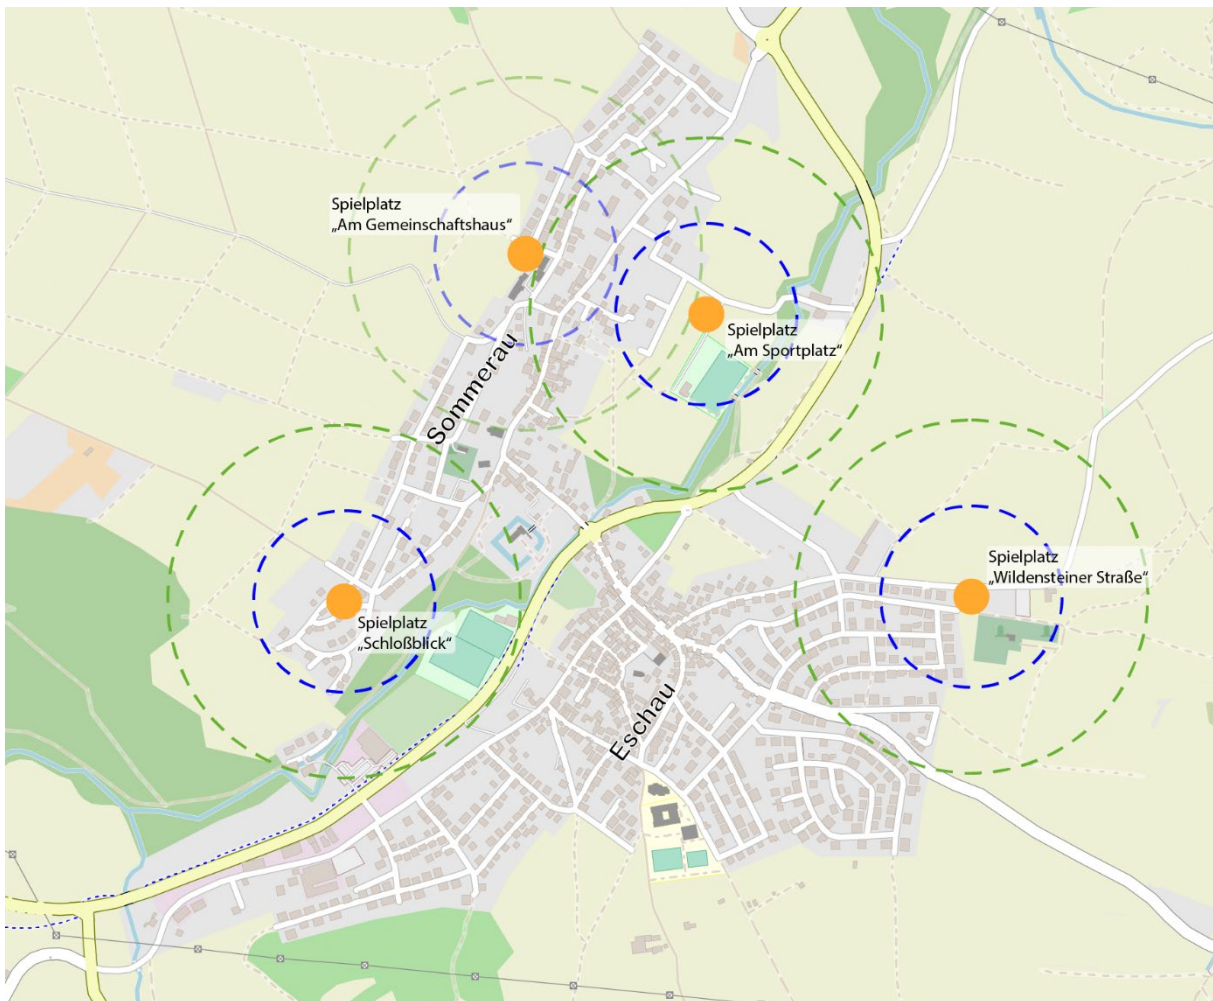 Spielplatz
„Am Gemeinschaftshaus“
Spielplatz
„Am Sportplatz“
Sommerau
Spielplatz
„Wildensteiner Straße“
Spielplatz
„Schloßblick“
Eschau